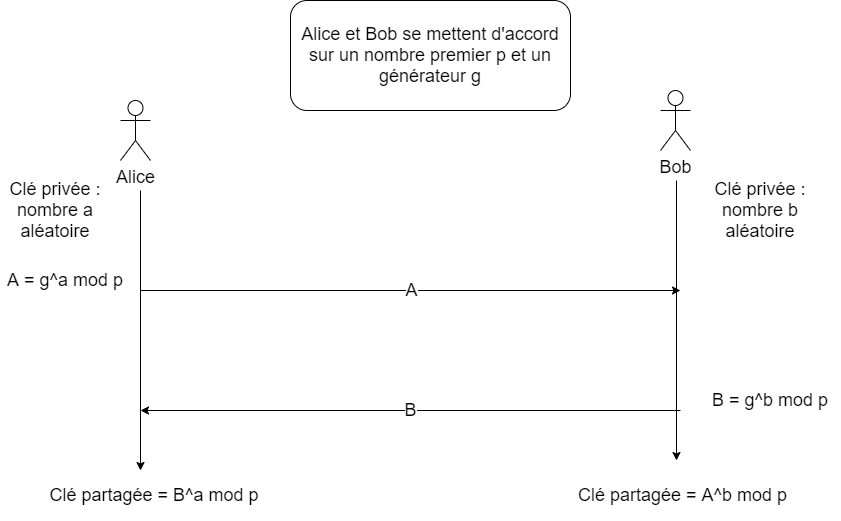 Alice et Bob se mettent d'accord
sur un nombre premier p et un
générateur g
Alice
Bob
Clé privée :
nombre a
aléatoire
Clé privée :
nombre b
aléatoire
A = g^a mod p
A
B
B = g^b mod p
Clé partagée = B^a mod p
Clé partagée = A^b mod p